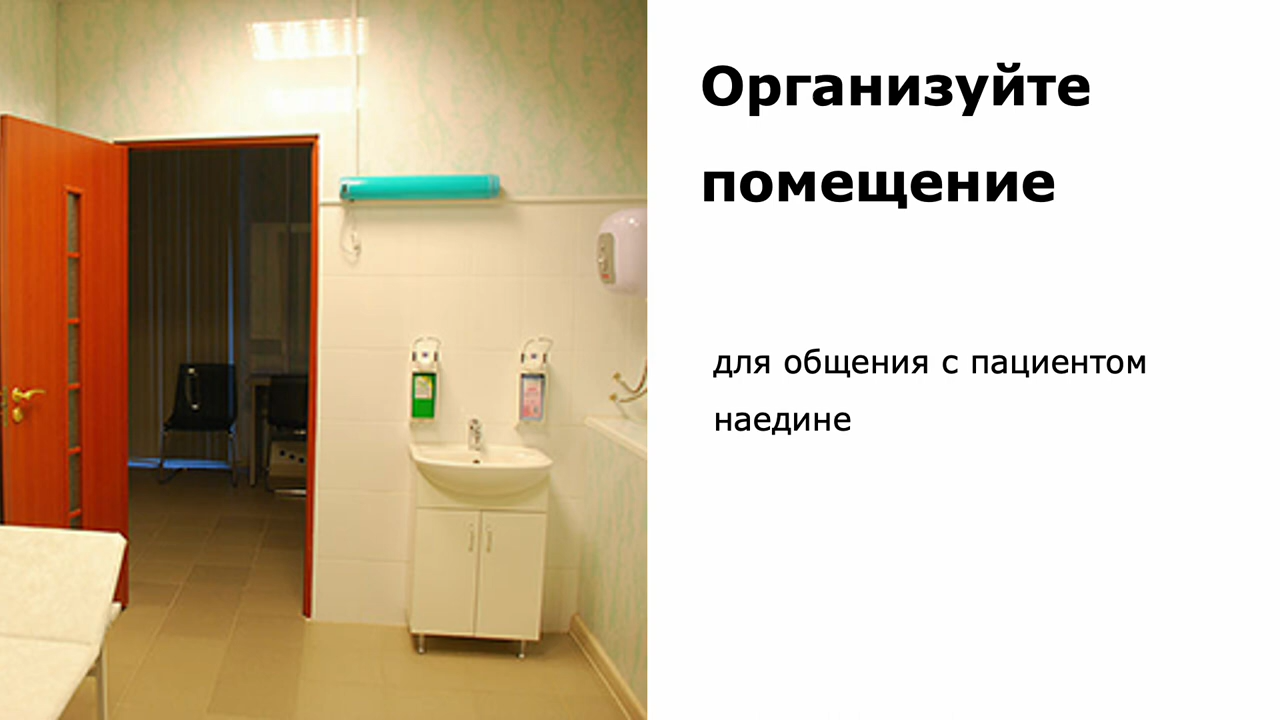 Организуйте
помещение
для общения с пациентом
наедине